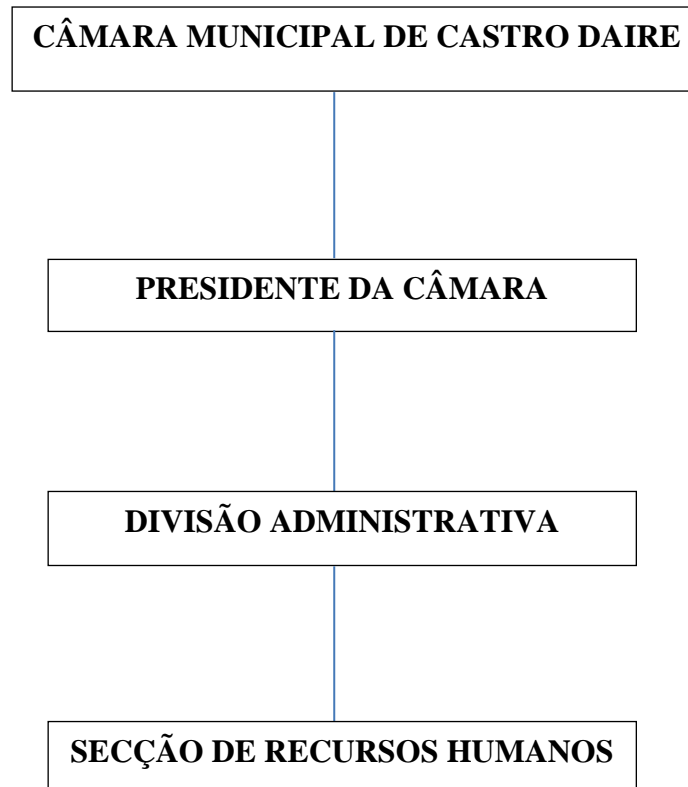 CÂMARA MUNICIPAL DE CASTRO DAIRE
PRESIDENTE DA CÂMARA
DIVISÃO ADMINISTRATIVA
SECÇÃO DE RECURSOS HUMANOS